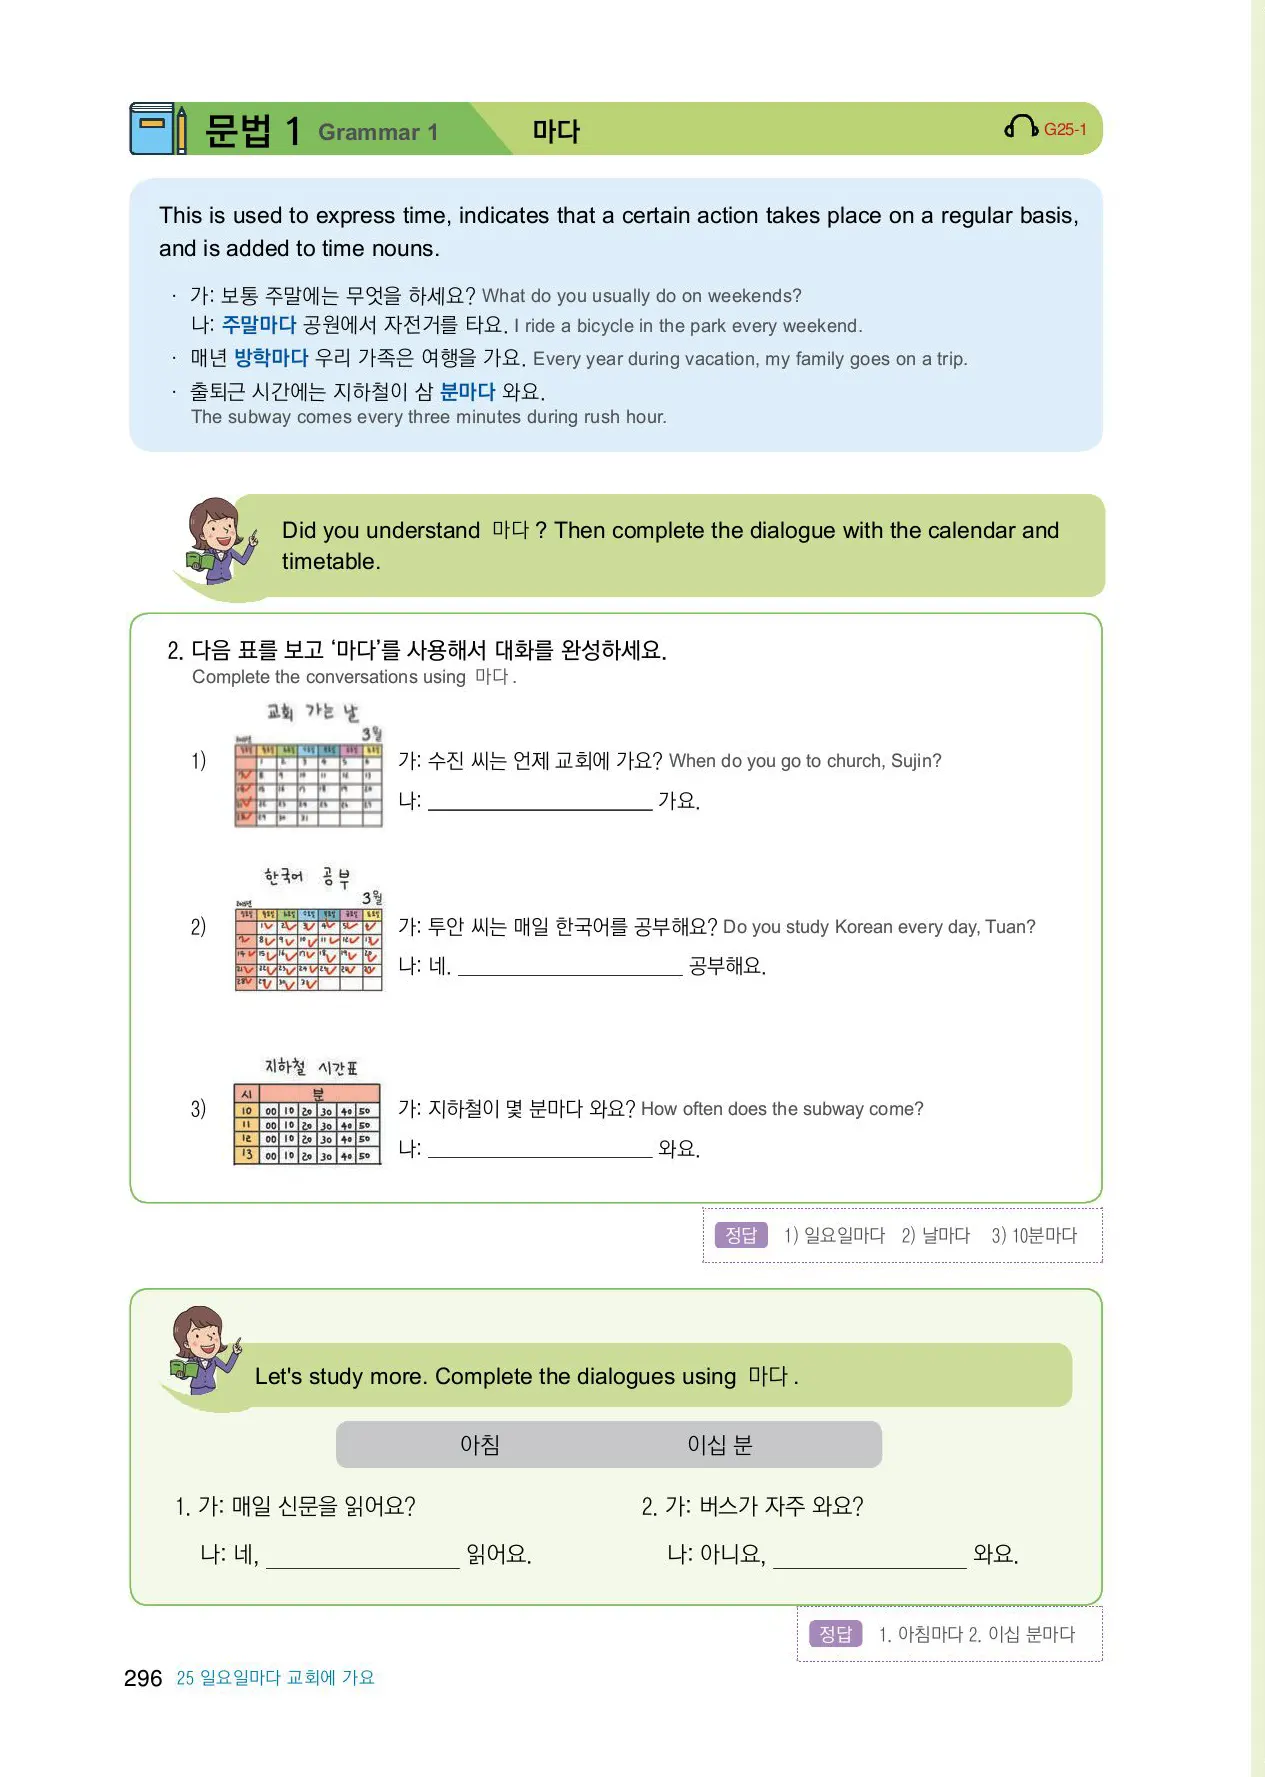 문법 1 Grammar 1 마다 G25-1
This is used to express time, indicates that a certain action takes place on a regular basis,
and is added to time nouns.
· 가: 보통 주말에는 무엇을 하세요? What do you usually do on weekends?
나: 주말마다 공원에서 자전거를 타요. I ride a bicycle in the park every weekend.
· 매년 방학마다 우리 가족은 여행을 가요. Every year during vacation, my family goes on a trip.
· 출퇴근 시간에는 지하철이 삼 분마다 와요.
The subway comes every three minutes during rush hour.
Did you understand 마다? Then complete the dialogue with the calendar and
timetable.
2. 다음 표를 보고 ‘마다’를 사용해서 대화를 완성하세요.
Complete the conversations using 마다.
교회 가는 날
3월
1) 가: 수진 씨는 언제 교회에 가요? When do you go to church, Sujin?
나: 가요.
한국어 공부
3월
2) 가: 투안 씨는 매일 한국어를 공부해요? Do you study Korean every day, Tuan?
나: 네. 공부해요.
지하철 시간표
시 분
10 00 10 20 30 40 50
11 00 10 20 30 40 50
12 00 10 20 30 40 50
13 00 10 20 30 40 50
3) 가: 지하철이 몇 분마다 와요? How often does the subway come?
나: 와요.
정답 1) 일요일마다 2) 날마다 3) 10분마다
Let's study more. Complete the dialogues using 마다.
아침 이십 분
1. 가: 매일 신문을 읽어요?
나: 네, 읽어요.
2. 가: 버스가 자주 와요?
나: 아니요, 와요.
정답 1. 아침마다 2. 이십 분마다
296 25 일요일마다 교회에 가요